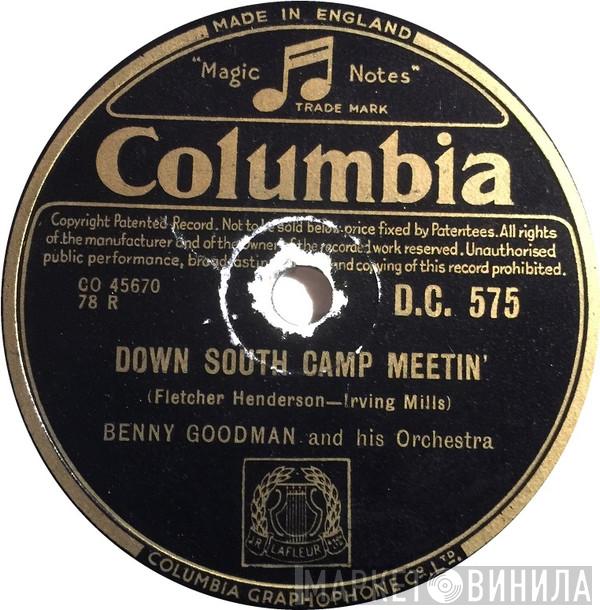 MADE IN ENGLAND
"Magic Notes"
TRADE MARK
Columbia
Copyright Patented Record. Not to be sold below price fixed by Patentees. All rights
of the manufacturer and of the owner of the recorded work reserved. Unauthorised
public performance, broadcasting and copying of this record prohibited.
CO 45670
78 R
D.C. 575
DOWN SOUTH CAMP MEETIN'
(Fletcher Henderson—Irving Mills)
BENNY GOODMAN and his Orchestra
LAFLEUR
COLUMBIA GRAPHOPHONE CO. LTD.
МАРКЕТ ВИНИЛА